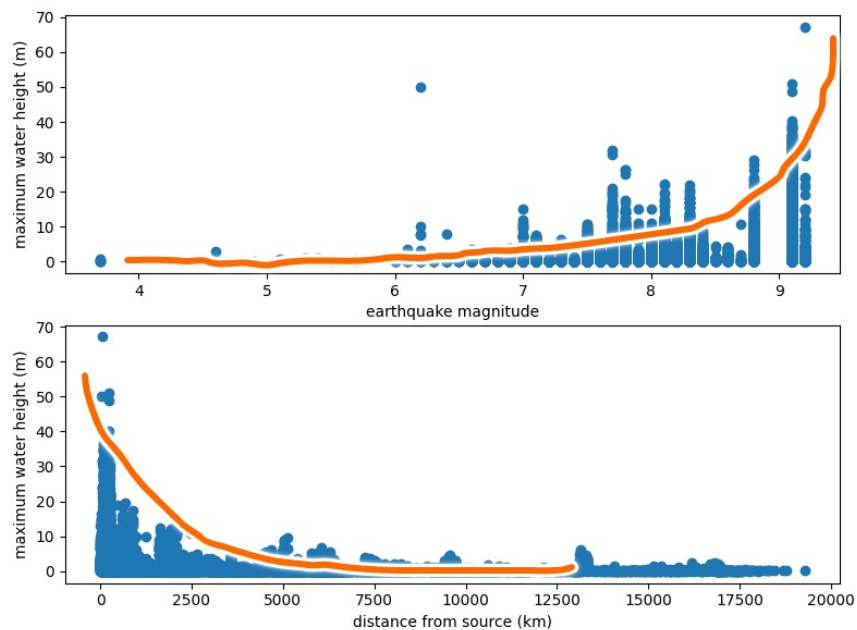 70
60
50
40
30
20
10
0
maximum water height (m)
4 5 6 7 8 9
earthquake magnitude
70
60
50
40
30
20
10
0
maximum water height (m)
0 2500 5000 7500 10000 12500 15000 17500 20000
distance from source (km)